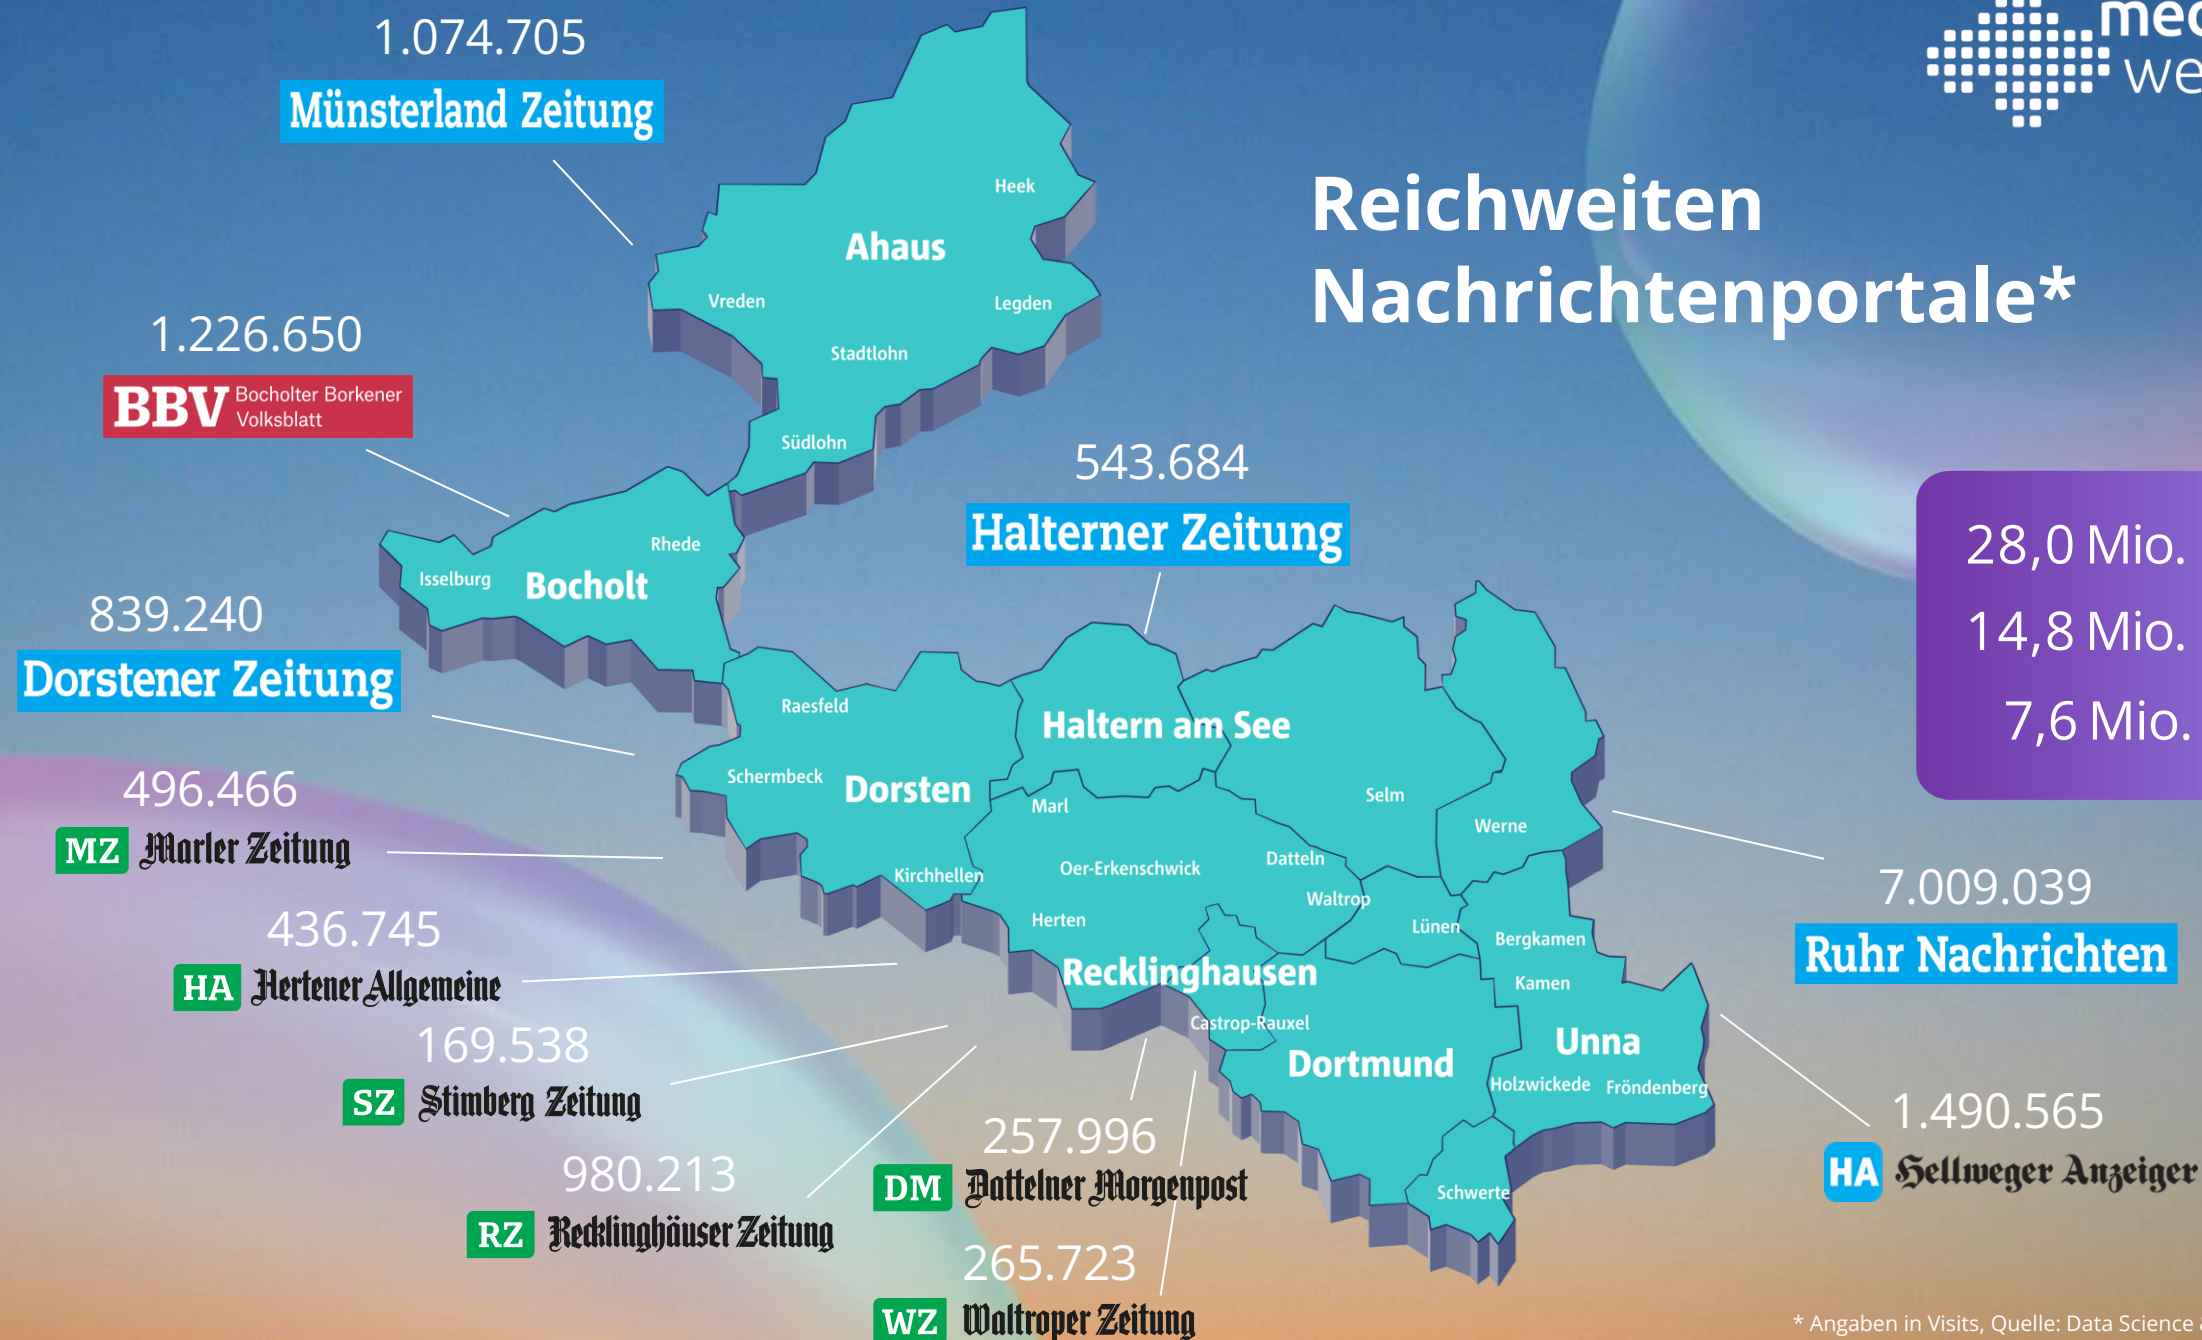 1.074.705
Münsterland Zeitung
Reichweiten
Nachrichtenportale*
Heek
Ahaus
Vreden
Legden
Stadtlohn
Südlohn
1.226.650
BBV Bocholter Borkener
Volksblatt
Rhede
Isselburg
Bocholt
543.684
Halterner Zeitung
28,0 Mio.
14,8 Mio.
7,6 Mio.
839.240
Dorstener Zeitung
Raesfeld
Haltern am See
Schermbeck
Dorsten
Marl
Selm
Werne
Oer-Erkenschwick
Datteln
Kirchhellen
Waltrop
Herten
Lünen
Bergkamen
Recklinghausen
Kamen
Castrop-Rauxel
Dortmund
Unna
Holzwickede
Fröndenberg
Schwerte
496.466
MZ Marler Zeitung
436.745
HA Hertener Allgemeine
169.538
SZ Stimberg Zeitung
980.213
RZ Recklinghäuser Zeitung
257.996
DM Dattelner Morgenpost
265.723
WZ Waltroper Zeitung
7.009.039
Ruhr Nachrichten
1.490.565
HA Hellweger Anzeiger
* Angaben in Visits, Quelle: Data Science